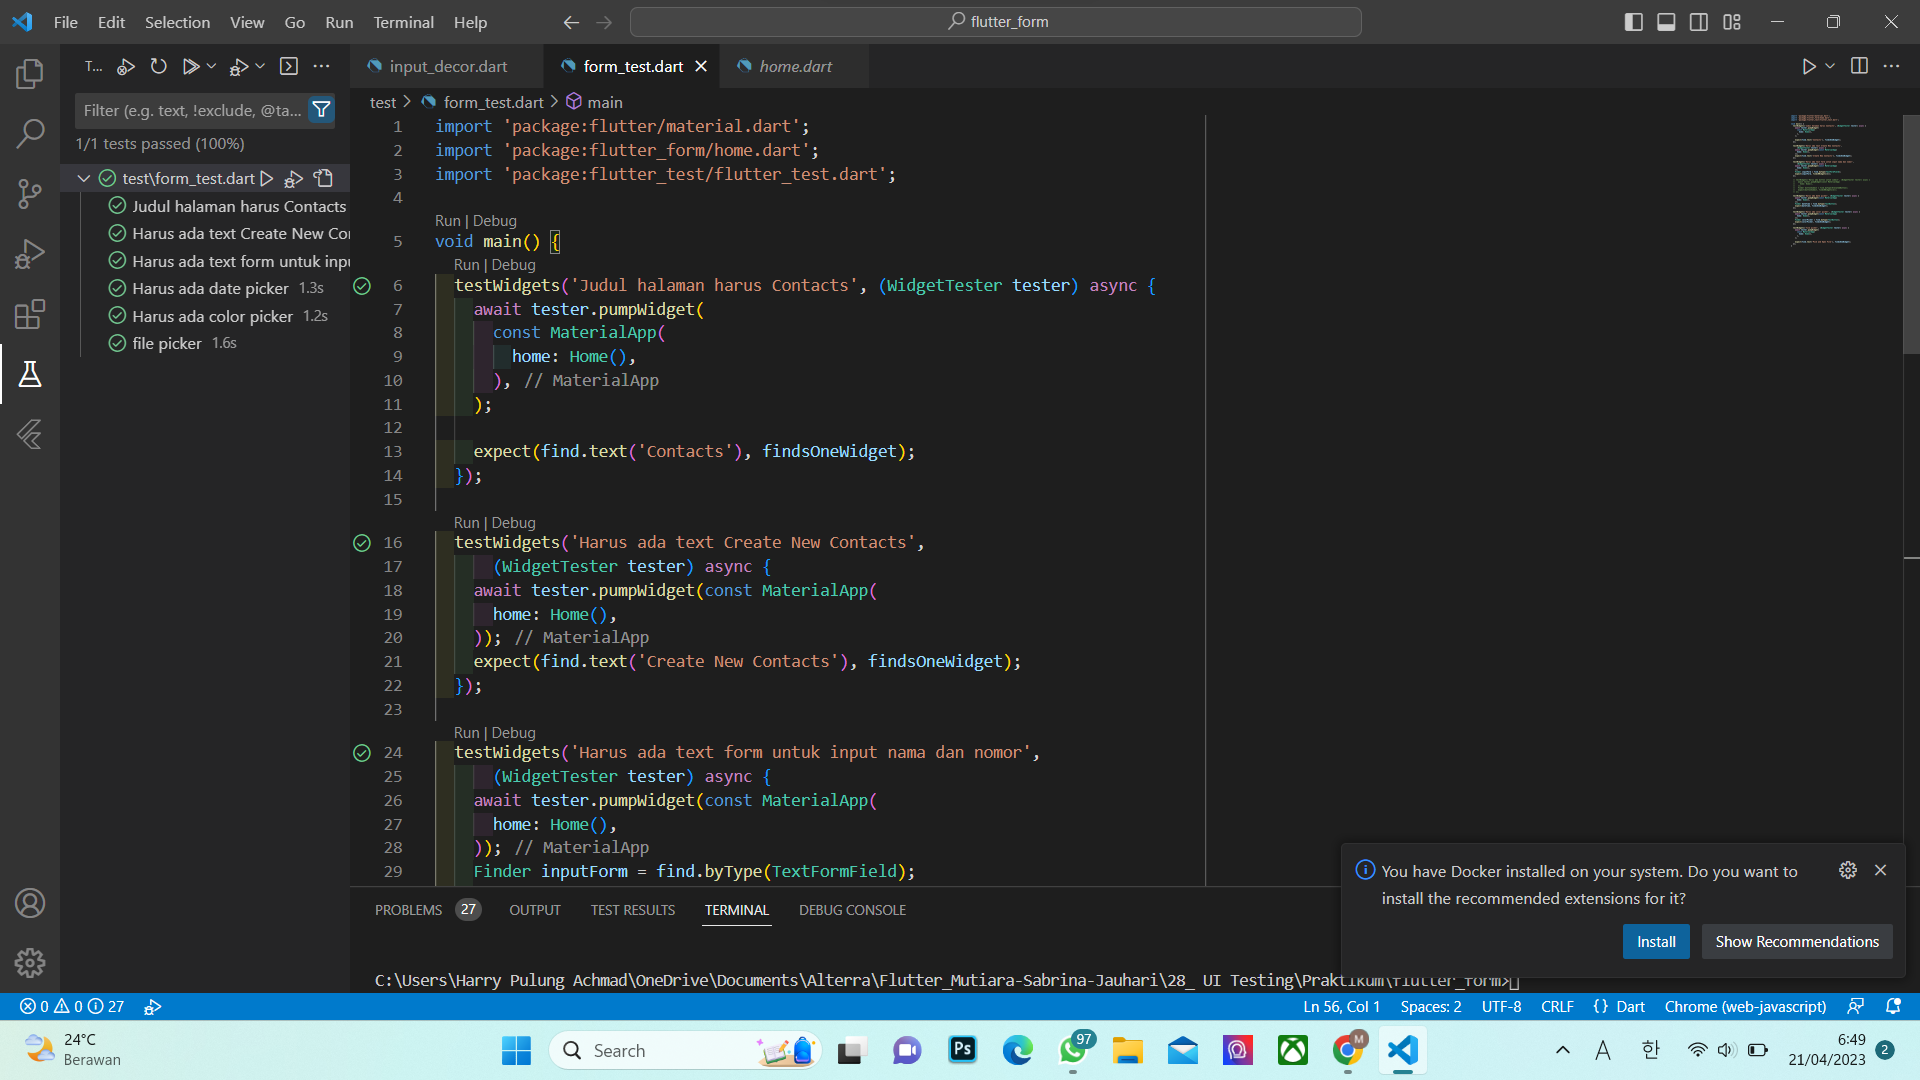 File Edit Selection View Go Run Terminal Help
flutter_form
T...
input_decor.dart
form_test.dart
home.dart
Filter (e.g. text, !exclude, @ta...
1/1 tests passed (100%)
test\form_test.dart
Judul halaman harus Contacts
Harus ada text Create New Con
Harus ada text form untuk inpu
Harus ada date picker 1.3s
Harus ada color picker 1.2s
file picker 1.6s
test > form_test.dart > main
1 import 'package:flutter/material.dart';
2 import 'package:flutter_form/home.dart';
3 import 'package:flutter_test/flutter_test.dart';
4
Run | Debug
5 void main() {
Run | Debug
6 testWidgets('Judul halaman harus Contacts', (WidgetTester tester) async {
7 await tester.pumpWidget(
8 const MaterialApp(
9 home: Home(),
10 ), // MaterialApp
11 );
12
13 expect(find.text('Contacts'), findsOneWidget);
14 });
15
Run | Debug
16 testWidgets('Harus ada text Create New Contacts',
17 (WidgetTester tester) async {
18 await tester.pumpWidget(const MaterialApp(
19 home: Home(),
20 )); // MaterialApp
21 expect(find.text('Create New Contacts'), findsOneWidget);
22 });
23
Run | Debug
24 testWidgets('Harus ada text form untuk input nama dan nomor',
25 (WidgetTester tester) async {
26 await tester.pumpWidget(const MaterialApp(
27 home: Home(),
28 )); // MaterialApp
29 Finder inputForm = find.byType(TextFormField);
You have Docker installed on your system. Do you want to
install the recommended extensions for it?
Install
Show Recommendations
PROBLEMS 27 OUTPUT TEST RESULTS TERMINAL DEBUG CONSOLE
C:\Users\Harry Pulung Achmad\OneDrive\Documents\Alterra\Flutter_Mutiara-Sabrina-Jauhari\28_ UI Testing\Praktikum\flutter_form>
0 0 27
Ln 56, Col 1 Spaces: 2 UTF-8 CRLF {} Dart Chrome (web-javascript)
24°C
Berawan
Search
Ps
97
M
A
한
6:49
21/04/2023
2